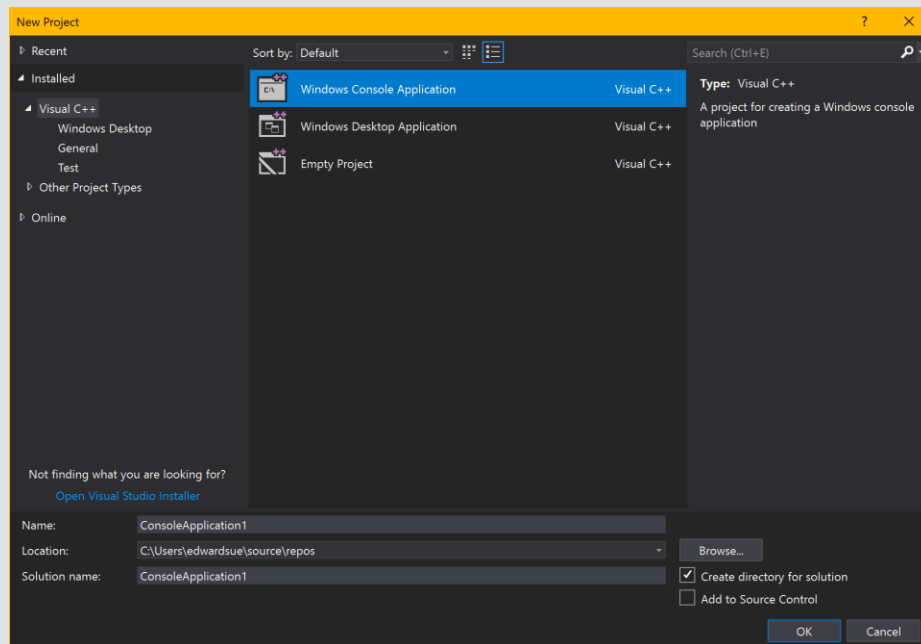 New Project
?
Recent
Installed
Visual C++
Windows Desktop
General
Test
Other Project Types
Online
Not finding what you are looking for?
Open Visual Studio Installer
Sort by: Default
Windows Console Application Visual C++
Windows Desktop Application Visual C++
Empty Project Visual C++
Search (Ctrl+E)
Type: Visual C++
A project for creating a Windows console
application
Name: ConsoleApplication1
Location: C:\Users\edwardsue\source\repos
Browse...
Solution name: ConsoleApplication1
Create directory for solution
Add to Source Control
OK Cancel